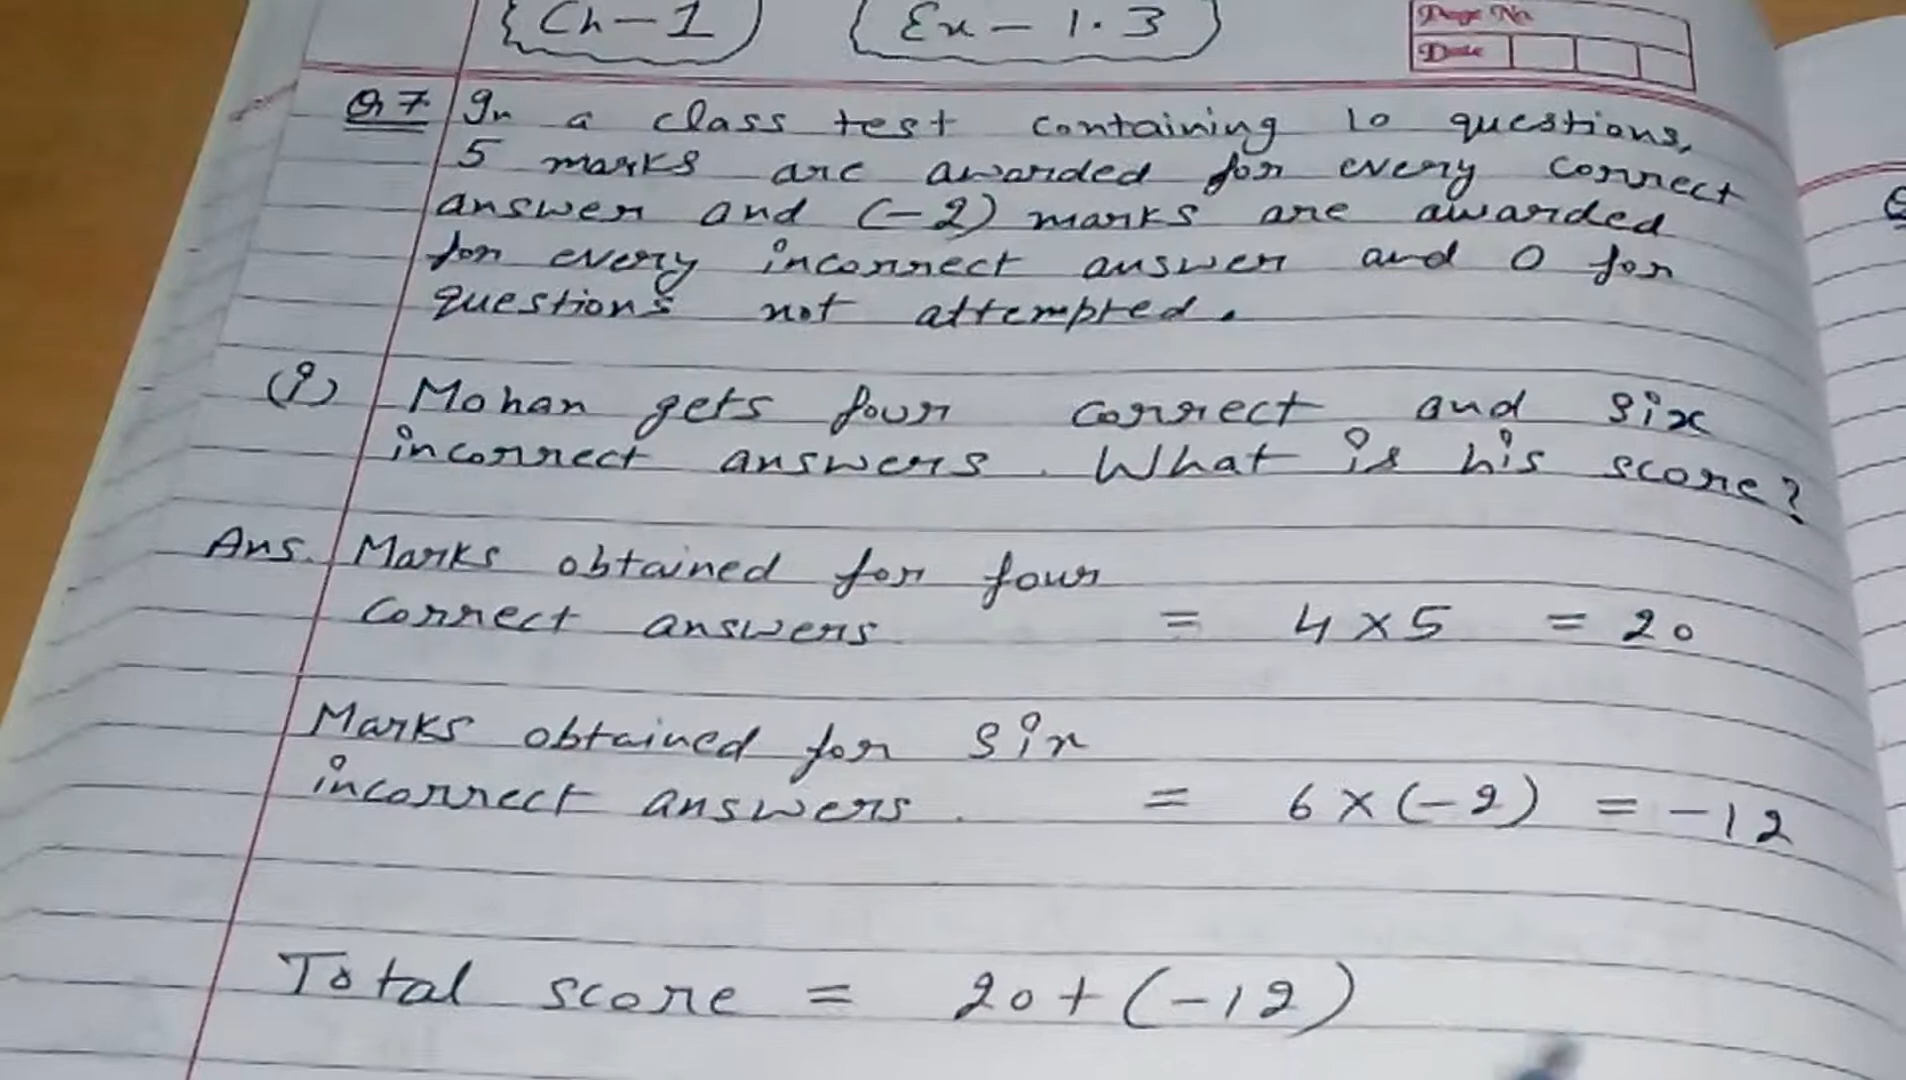 Ch-1 Ex-1.3
Page No.
Date
Q7 In a class test containing 10 questions,
5 marks are awarded for every correct
answer and (-2) marks are awarded
for every incorrect answer and 0 for
questions not attempted.
(i) Mohan gets four correct and six
incorrect answers. What is his score?
Ans. Marks obtained for four
correct answers = 4×5 = 20
Marks obtained for six
incorrect answers. = 6×(-2) = -12
Total score = 20+(-12)